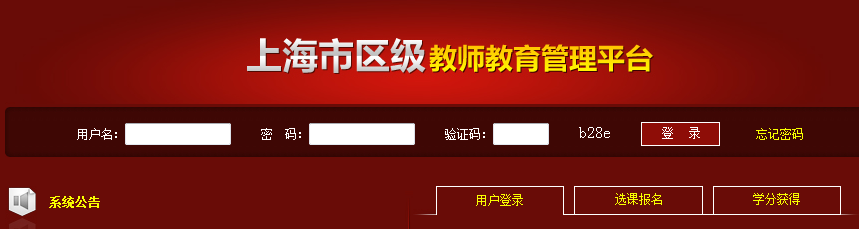 上海市区级教师教育管理平台
用户名： 密 码： 验证码： b28e 登 录 忘记密码
系统公告 用户登录 选课报名 学分获得